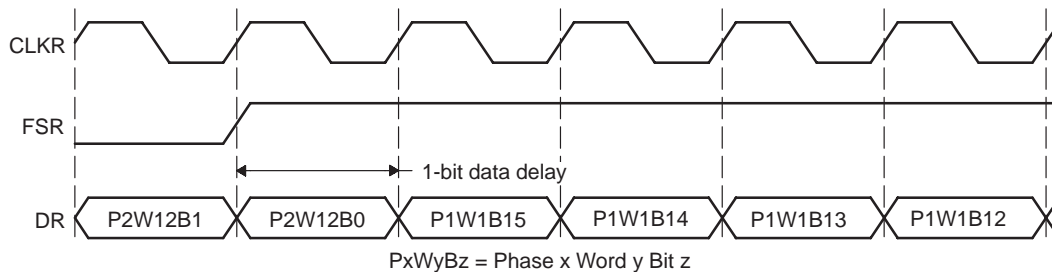 CLKR
FSR
1-bit data delay
DR P2W12B1 P2W12B0 P1W1B15 P1W1B14 P1W1B13 P1W1B12
PxWyBz = Phase x Word y Bit z